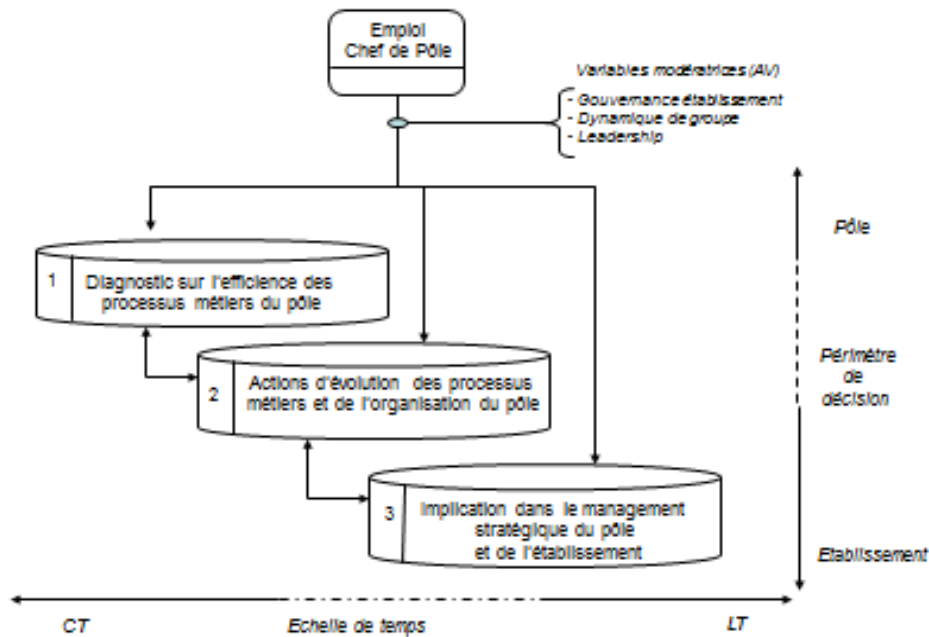 Emploi
Chef de Pôle
Variables modératrices (AV)
- Gouvernance établissement
- Dynamique de groupe
- Leadership
Pôle
1
Diagnostic sur l'efficience des
processus métiers du pôle
Périmètre
de
décision
2
Actions d'évolution des processus
métiers et de l'organisation du pôle
3
Implication dans le management
stratégique du pôle
et de l'établissement
Etablissement
CT
Echelle de temps
LT